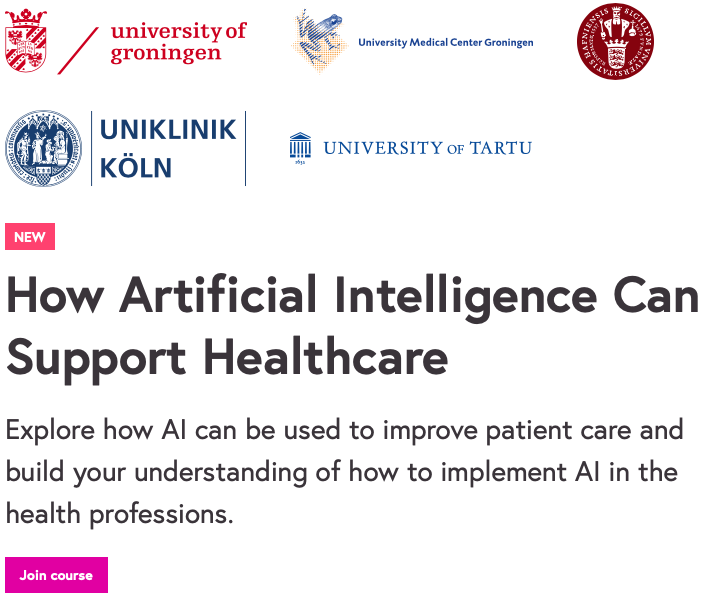 university of
groningen
University Medical Center Groningen
UNIKLINIK
KÖLN
UNIVERSITY OF TARTU
1632
NEW
How Artificial Intelligence Can
Support Healthcare
Explore how AI can be used to improve patient care and
build your understanding of how to implement AI in the
health professions.
Join course